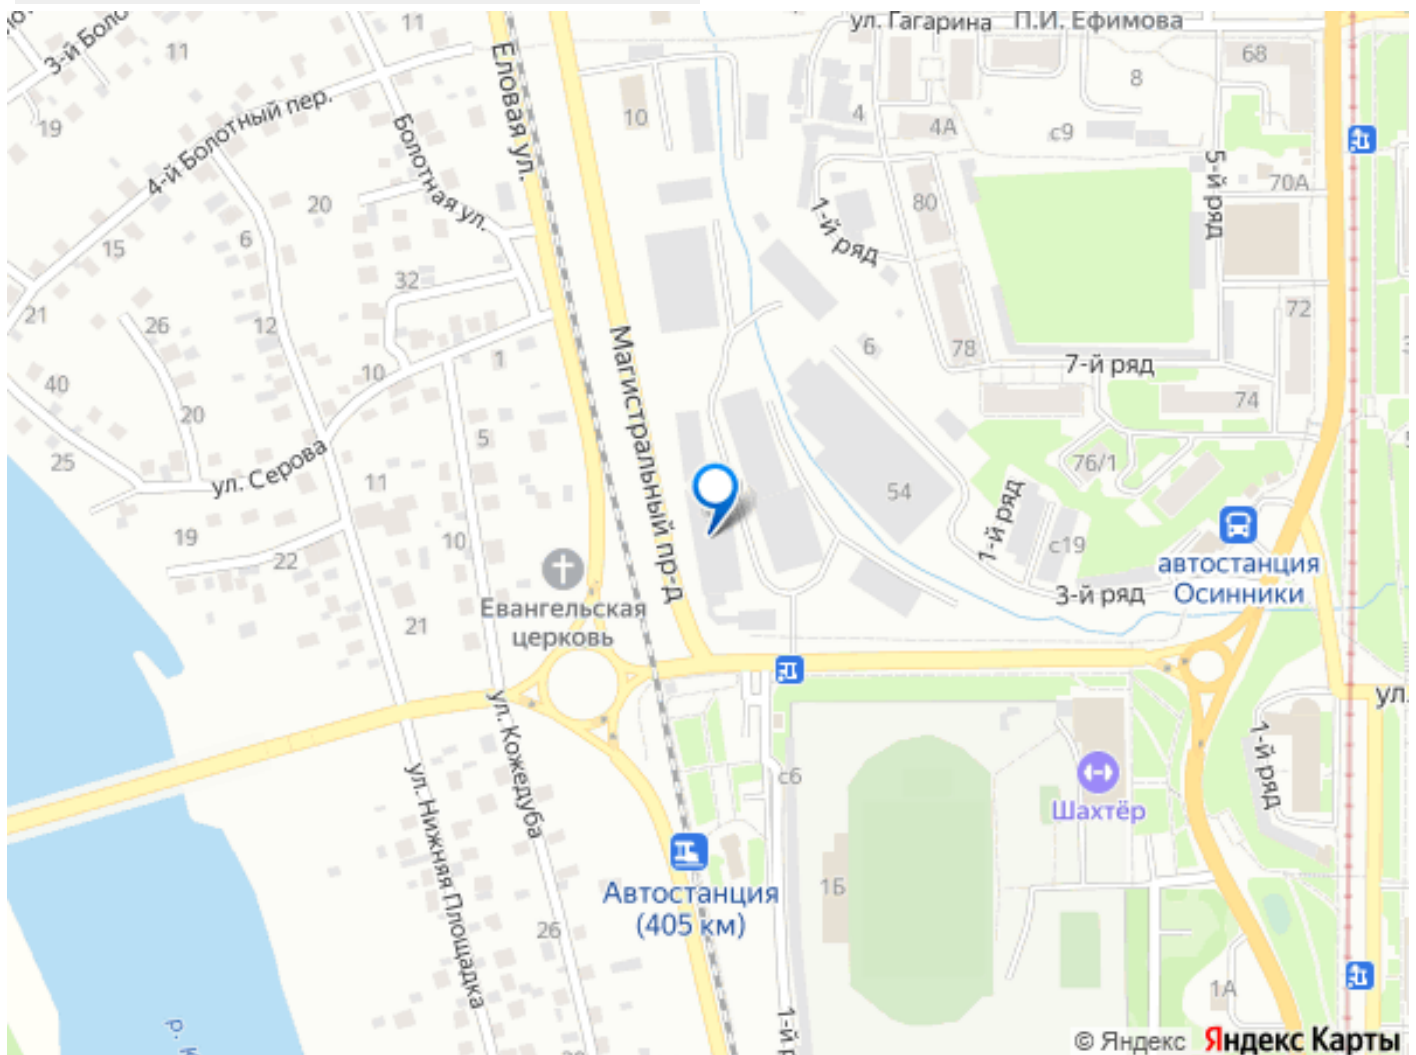 ул. Гагарина
П.И. Ефимова
11
11
68
3-й Боло
Еловая ул.
8
10
4
4А
с9
19
4-й Болотный пер.
Болотная ул.
5-й ряд
70А
20
80
1-й ряд
6
15
32
21
26
12
1
Магистральный пр-д
6
78
7-й ряд
72
40
10
74
20
5
25
ул. Серова
11
76/1
54
1-й ряд
19
10
22
с19
автостанция
Осинники
3-й ряд
Евангельская
церковь
21
ул. Кожедуба
ул.
1-й ряд
ул. Нижняя Площадка
с6
Шахтёр
1Б
Автостанция
(405 км)
26
1А
р. К
1-й р
© Яндекс
Яндекс Карты